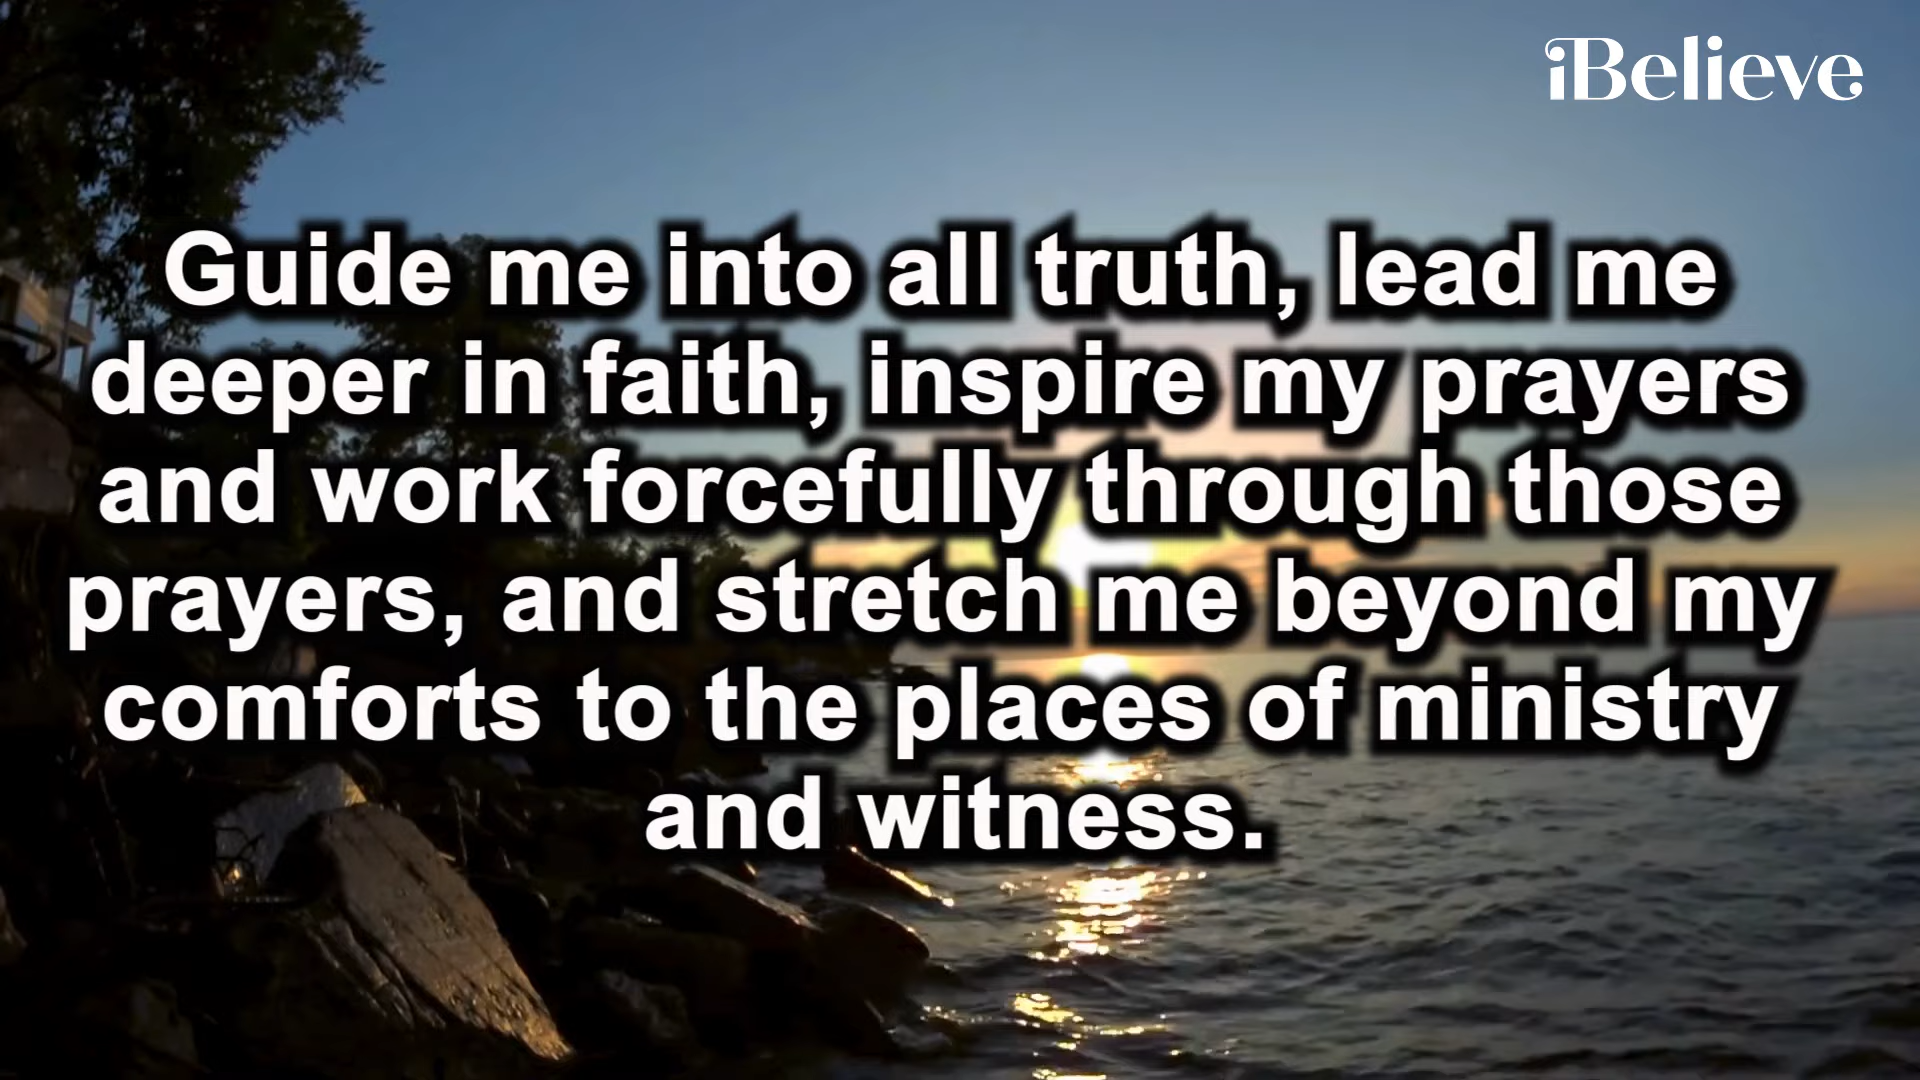 iBelieve
Guide me into all truth, lead me
deeper in faith, inspire my prayers
and work forcefully through those
prayers, and stretch me beyond my
comforts to the places of ministry
and witness.